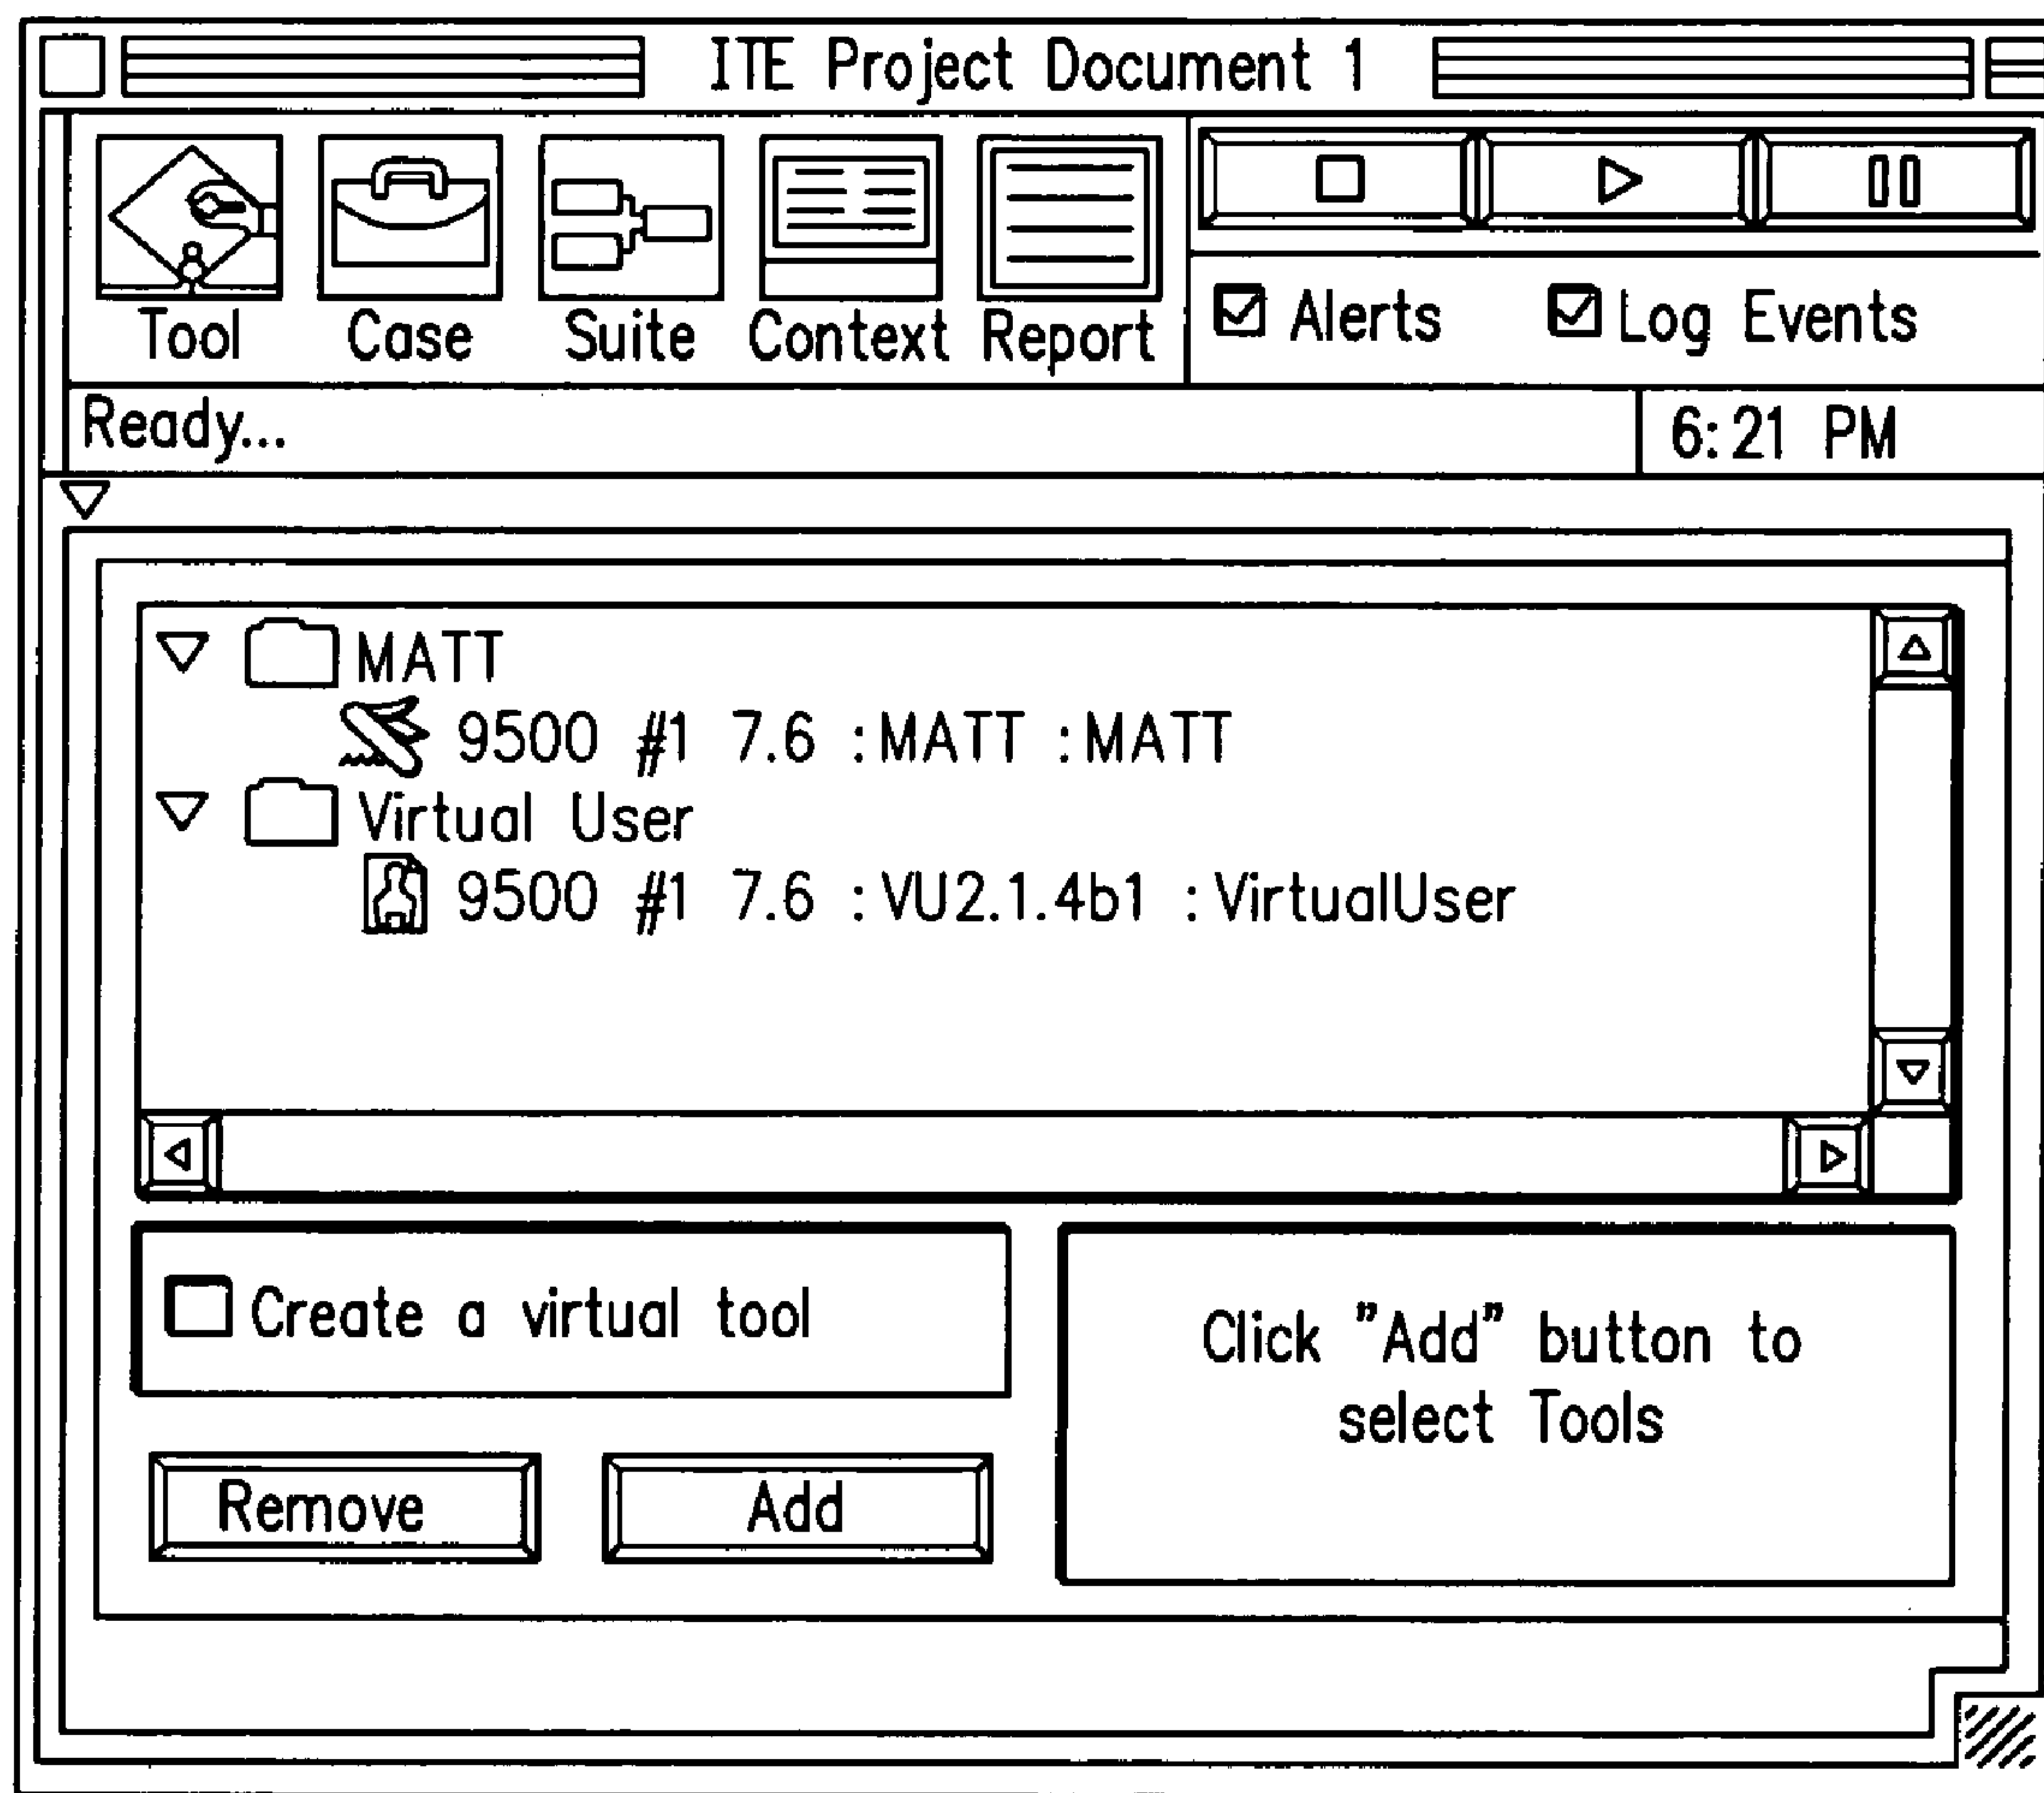 ITE Project Document 1
Tool Case Suite Context Report
Alerts Log Events
Ready... 6:21 PM
MATT
9500 #1 7.6 :MATT :MATT
Virtual User
9500 #1 7.6 :VU2.1.4b1 :VirtualUser
Create a virtual tool
Click "Add" button to
select Tools
Remove Add